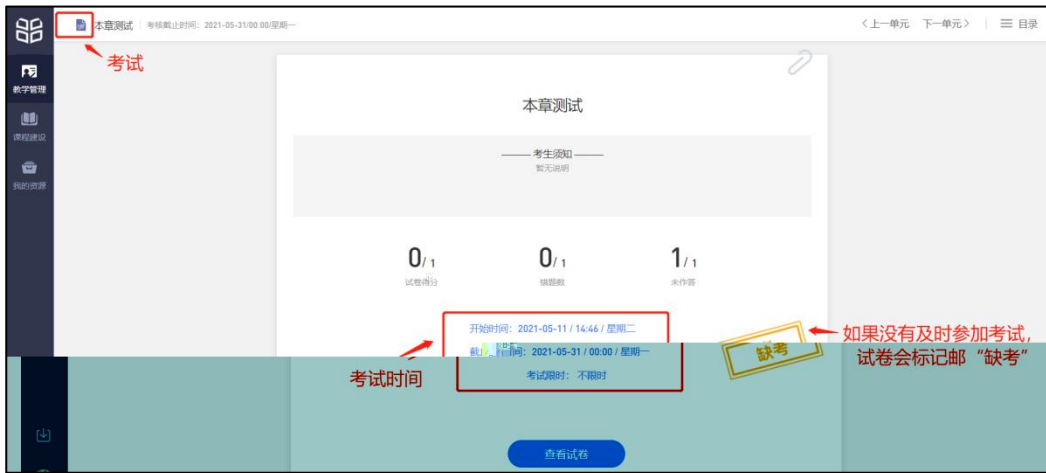 本章测试 考核截止时间: 2021-05-31/00:00/星期一
〈上一单元 下一单元〉 目录
考试
教学管理
课程建设
我的资源
本章测试
考生须知
暂无说明
0/ 1
试卷得分
0/ 1
错题数
1/ 1
未作答
开始时间: 2021-05-11 / 14:46 / 星期二
2021-05-31 / 00:00 / 星期一
考试限时: 不限时
考试时间
缺考
如果没有及时参加考试,
试卷会标记邮“缺考”
查看试卷